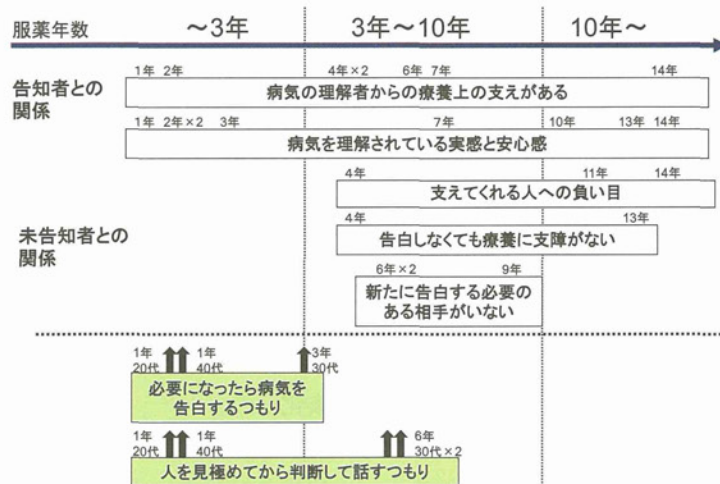 服薬年数 ～3年 3年～10年 10年～
告知者との
関係
1年 2年 4年×2 6年 7年 14年
病気の理解者からの療養上の支えがある
1年 2年×2 3年 7年 10年 13年 14年
病気を理解されている実感と安心感
4年 11年 14年
支えてくれる人への負い目
未告知者との
関係
4年 13年
告白しなくても療養に支障がない
6年×2 9年
新たに告白する必要の
ある相手がいない
1年 1年 3年
20代 40代 30代
必要になったら病気を
告白するつもり
1年 1年 6年
20代 40代 30代×2
人を見極めてから判断して話すつもり